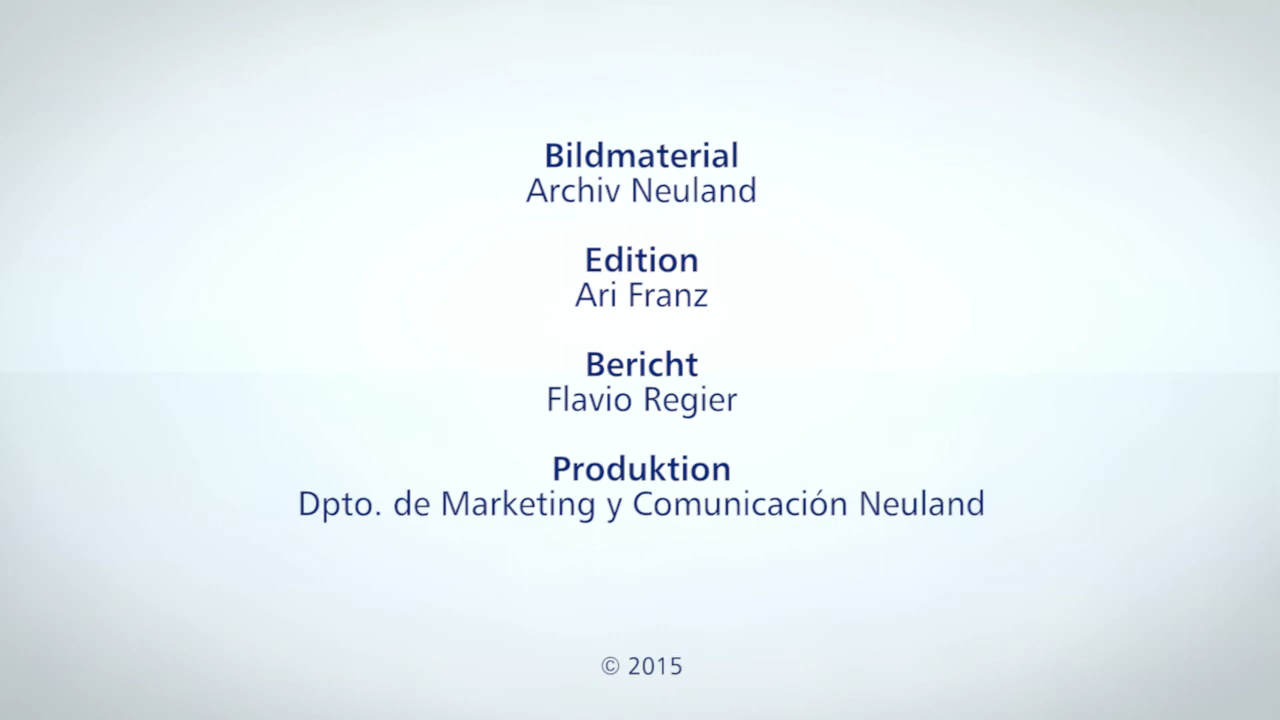 Bildmaterial
Archiv Neuland
Edition
Ari Franz
Bericht
Flavio Regier
Produktion
Dpto. de Marketing y Comunicación Neuland
© 2015